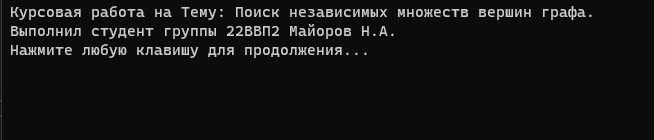 Курсовая работа на Тему: Поиск независимых множеств вершин графа.
Выполнил студент группы 22ВВП2 Майоров Н.А.
Нажмите любую клавишу для продолжения...